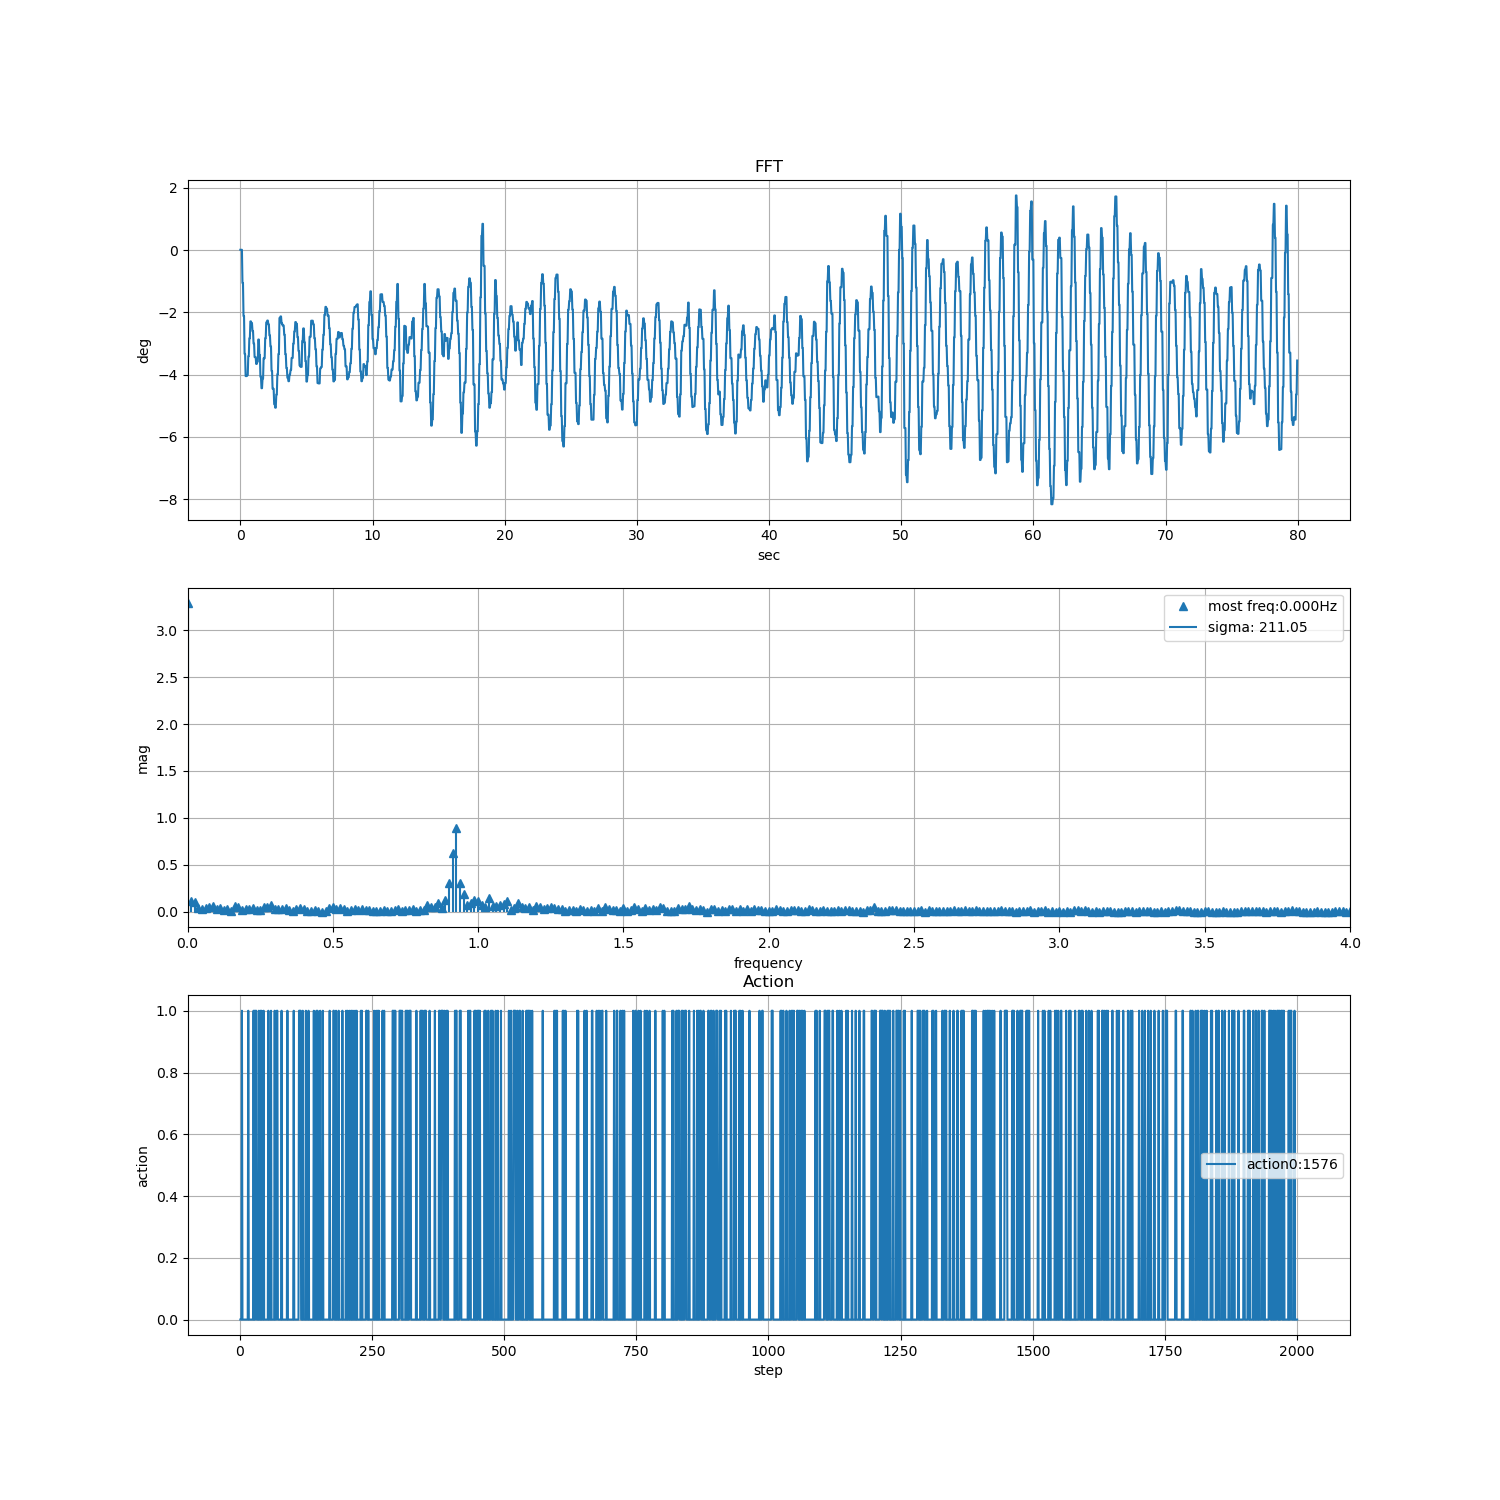 FFT
2
0
−2
−4
−6
−8
deg
0 10 20 30 40 50 60 70 80
sec
most freq:0.000Hz
sigma: 211.05
3.0
2.5
2.0
1.5
1.0
0.5
0.0
mag
0.0 0.5 1.0 1.5 2.0 2.5 3.0 3.5 4.0
frequency
Action
1.0
0.8
0.6
0.4
0.2
0.0
action
action0:1576
0 250 500 750 1000 1250 1500 1750 2000
step